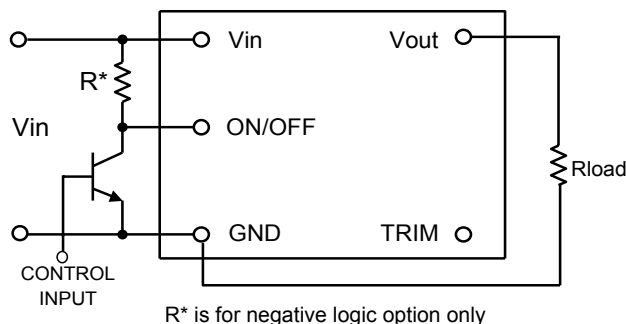 Vin
Vout
R*
Vin
ON/OFF
Rload
GND
TRIM
CONTROL
INPUT
R* is for negative logic option only